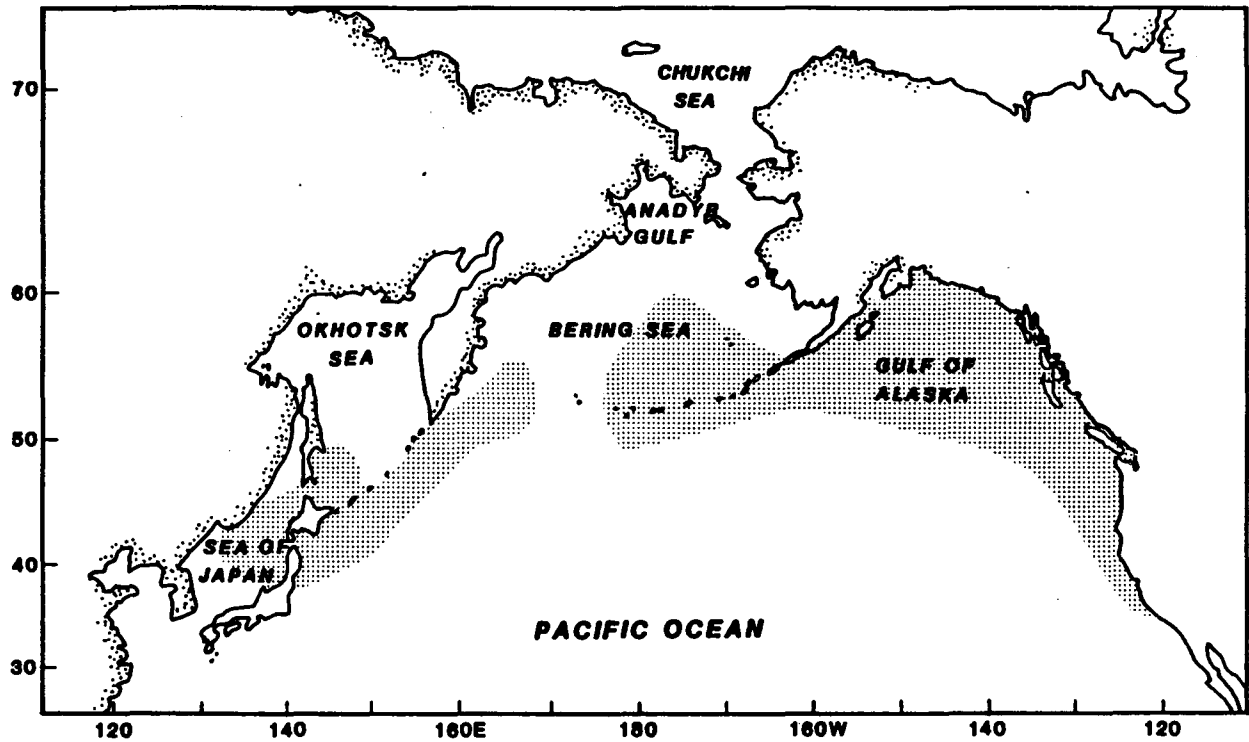 CHUKCHI
SEA
70
ANADYR
GULF
60
OKHOTSK
SEA
BERING SEA
GULF OF
ALASKA
50
SEA OF
JAPAN
40
PACIFIC OCEAN
30
120 140 160E 180 160W 140 120